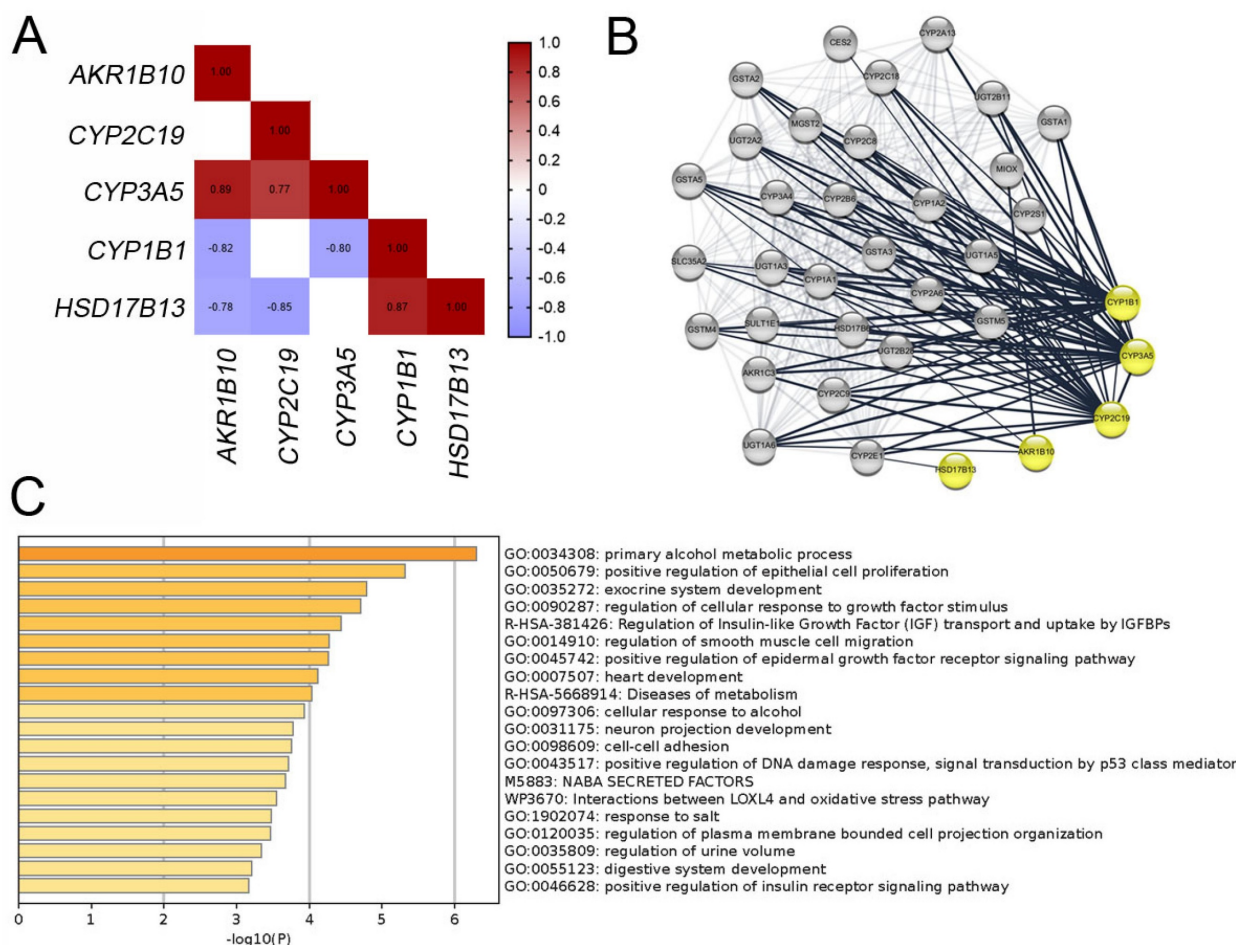 A
AKR1B10
CYP2C19
CYP3A5
CYP1B1
HSD17B13
1.00
1.00
0.89 0.77 1.00
-0.82 -0.80 1.00
-0.78 -0.85 0.87 1.00
AKR1B10
CYP2C19
CYP3A5
CYP1B1
HSD17B13
1.0
0.8
0.6
0.4
0.2
0
-0.2
-0.4
-0.6
-0.8
-1.0
B
CYP2A13
CES2
GSTA2
CYP2C18
UGT2B11
GSTA1
MGST2
UGT2A2
CYP2C8
MIOX
GSTA5
CYP3A4
CYP2B6
CYP1A2
CYP2S1
GSTA3
UGT1A5
SLC35A2
UGT1A3
CYP1A1
CYP2A6
CYP1B1
GSTM4
SULT1E1
HSD17B6
GSTM5
UGT2B28
CYP3A5
AKR1C3
CYP2C9
CYP2C19
UGT1A6
CYP2E1
AKR1B10
HSD17B13
C
GO:0034308: primary alcohol metabolic process
GO:0050679: positive regulation of epithelial cell proliferation
GO:0035272: exocrine system development
GO:0090287: regulation of cellular response to growth factor stimulus
R-HSA-381426: Regulation of Insulin-like Growth Factor (IGF) transport and uptake by IGFBPs
GO:0014910: regulation of smooth muscle cell migration
GO:0045742: positive regulation of epidermal growth factor receptor signaling pathway
GO:0007507: heart development
R-HSA-5668914: Diseases of metabolism
GO:0097306: cellular response to alcohol
GO:0031175: neuron projection development
GO:0098609: cell-cell adhesion
GO:0043517: positive regulation of DNA damage response, signal transduction by p53 class mediator
M5883: NABA SECRETED FACTORS
WP3670: Interactions between LOXL4 and oxidative stress pathway
GO:1902074: response to salt
GO:0120035: regulation of plasma membrane bounded cell projection organization
GO:0035809: regulation of urine volume
GO:0055123: digestive system development
GO:0046628: positive regulation of insulin receptor signaling pathway
0 1 2 3 4 5 6
-log10(P)